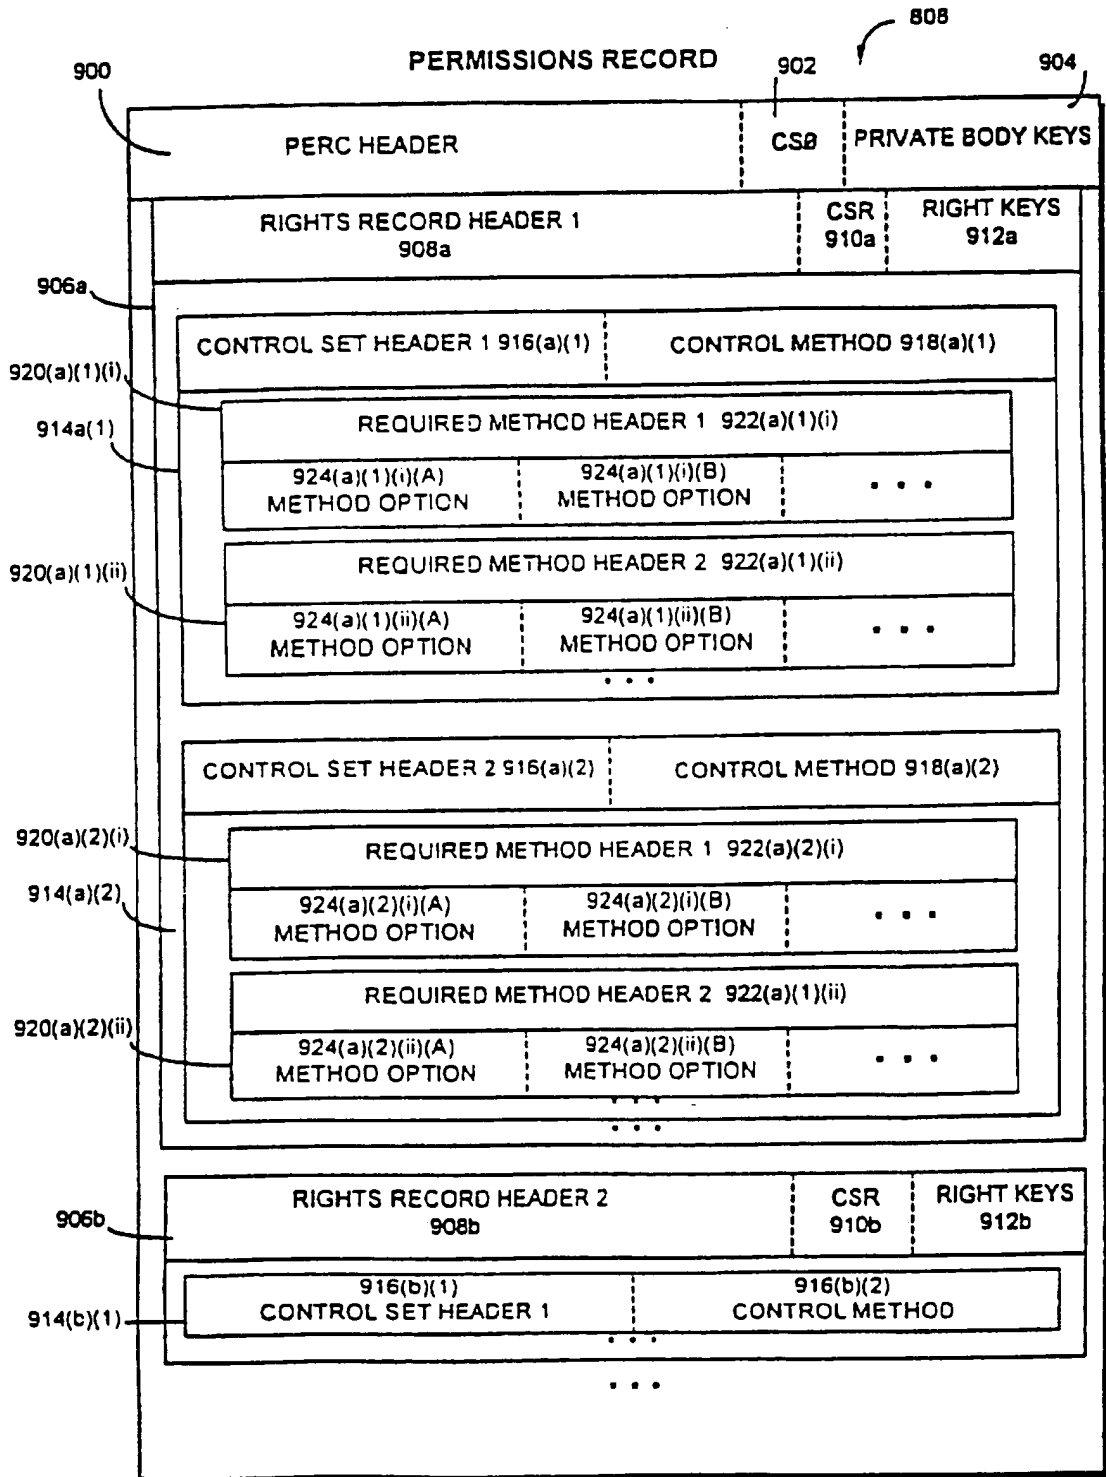 808
PERMISSIONS RECORD
900
902
904
PERC HEADER
CS0
PRIVATE BODY KEYS
RIGHTS RECORD HEADER 1
908a
CSR
910a
RIGHT KEYS
912a
906a
CONTROL SET HEADER 1 916(a)(1)
CONTROL METHOD 918(a)(1)
920(a)(1)(i)
914a(1)
REQUIRED METHOD HEADER 1 922(a)(1)(i)
924(a)(1)(i)(A)
METHOD OPTION
924(a)(1)(i)(B)
METHOD OPTION
. . .
920(a)(1)(ii)
REQUIRED METHOD HEADER 2 922(a)(1)(ii)
924(a)(1)(ii)(A)
METHOD OPTION
924(a)(1)(ii)(B)
METHOD OPTION
. . .
. . .
CONTROL SET HEADER 2 916(a)(2)
CONTROL METHOD 918(a)(2)
920(a)(2)(i)
914(a)(2)
REQUIRED METHOD HEADER 1 922(a)(2)(i)
924(a)(2)(i)(A)
METHOD OPTION
924(a)(2)(i)(B)
METHOD OPTION
. . .
920(a)(2)(ii)
REQUIRED METHOD HEADER 2 922(a)(1)(ii)
924(a)(2)(ii)(A)
METHOD OPTION
924(a)(2)(ii)(B)
METHOD OPTION
. . .
. . .
. . .
906b
RIGHTS RECORD HEADER 2
908b
CSR
910b
RIGHT KEYS
912b
914(b)(1)
916(b)(1)
CONTROL SET HEADER 1
916(b)(2)
CONTROL METHOD
. . .
. . .